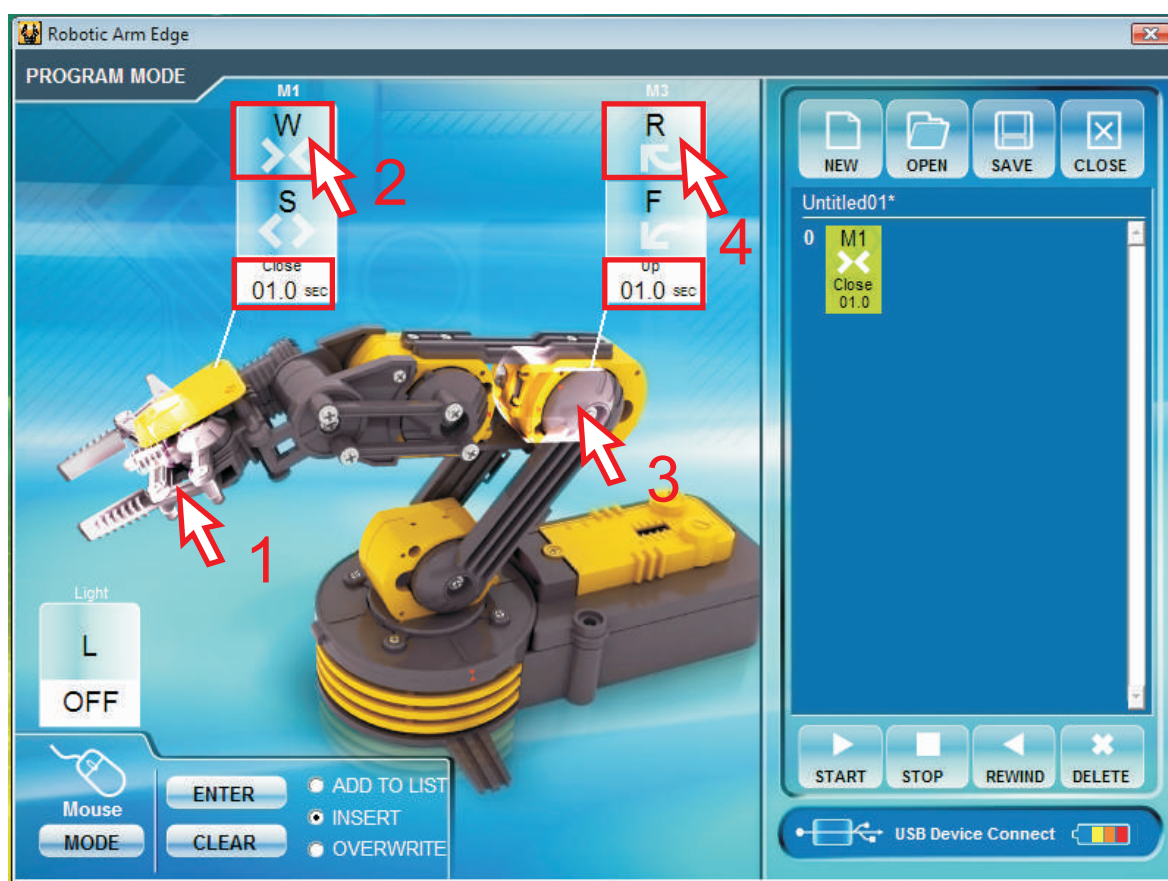 Robotic Arm Edge
PROGRAM MODE
M1
W
2
S
Close
01.0 SEC
M3
R
4
F
Up
01.0 SEC
1
3
Light
L
OFF
Mouse
MODE
ENTER
CLEAR
ADD TO LIST
INSERT
OVERWRITE
NEW OPEN SAVE CLOSE
Untitled01*
0 M1
Close
01.0
START STOP REWIND DELETE
USB Device Connect